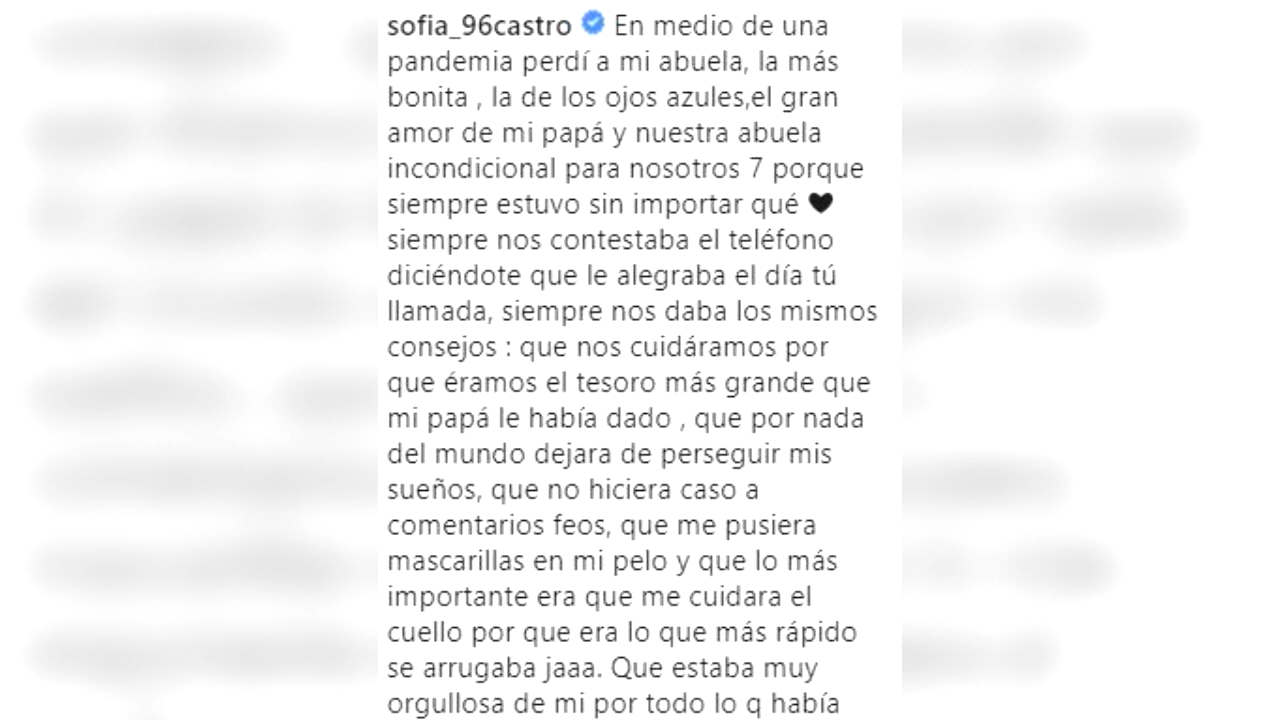 sofia_96castro En medio de una
pandemia perdí a mi abuela, la más
bonita , la de los ojos azules,el gran
amor de mi papá y nuestra abuela
incondicional para nosotros 7 porque
siempre estuvo sin importar qué 🖤
siempre nos contestaba el teléfono
diciéndote que le alegraba el día tú
llamada, siempre nos daba los mismos
consejos : que nos cuidáramos por
que éramos el tesoro más grande que
mi papá le había dado , que por nada
del mundo dejara de perseguir mis
sueños, que no hiciera caso a
comentarios feos, que me pusiera
mascarillas en mi pelo y que lo más
importante era que me cuidara el
cuello por que era lo que más rápido
se arrugaba jaaa. Que estaba muy
orgullosa de mi por todo lo q había